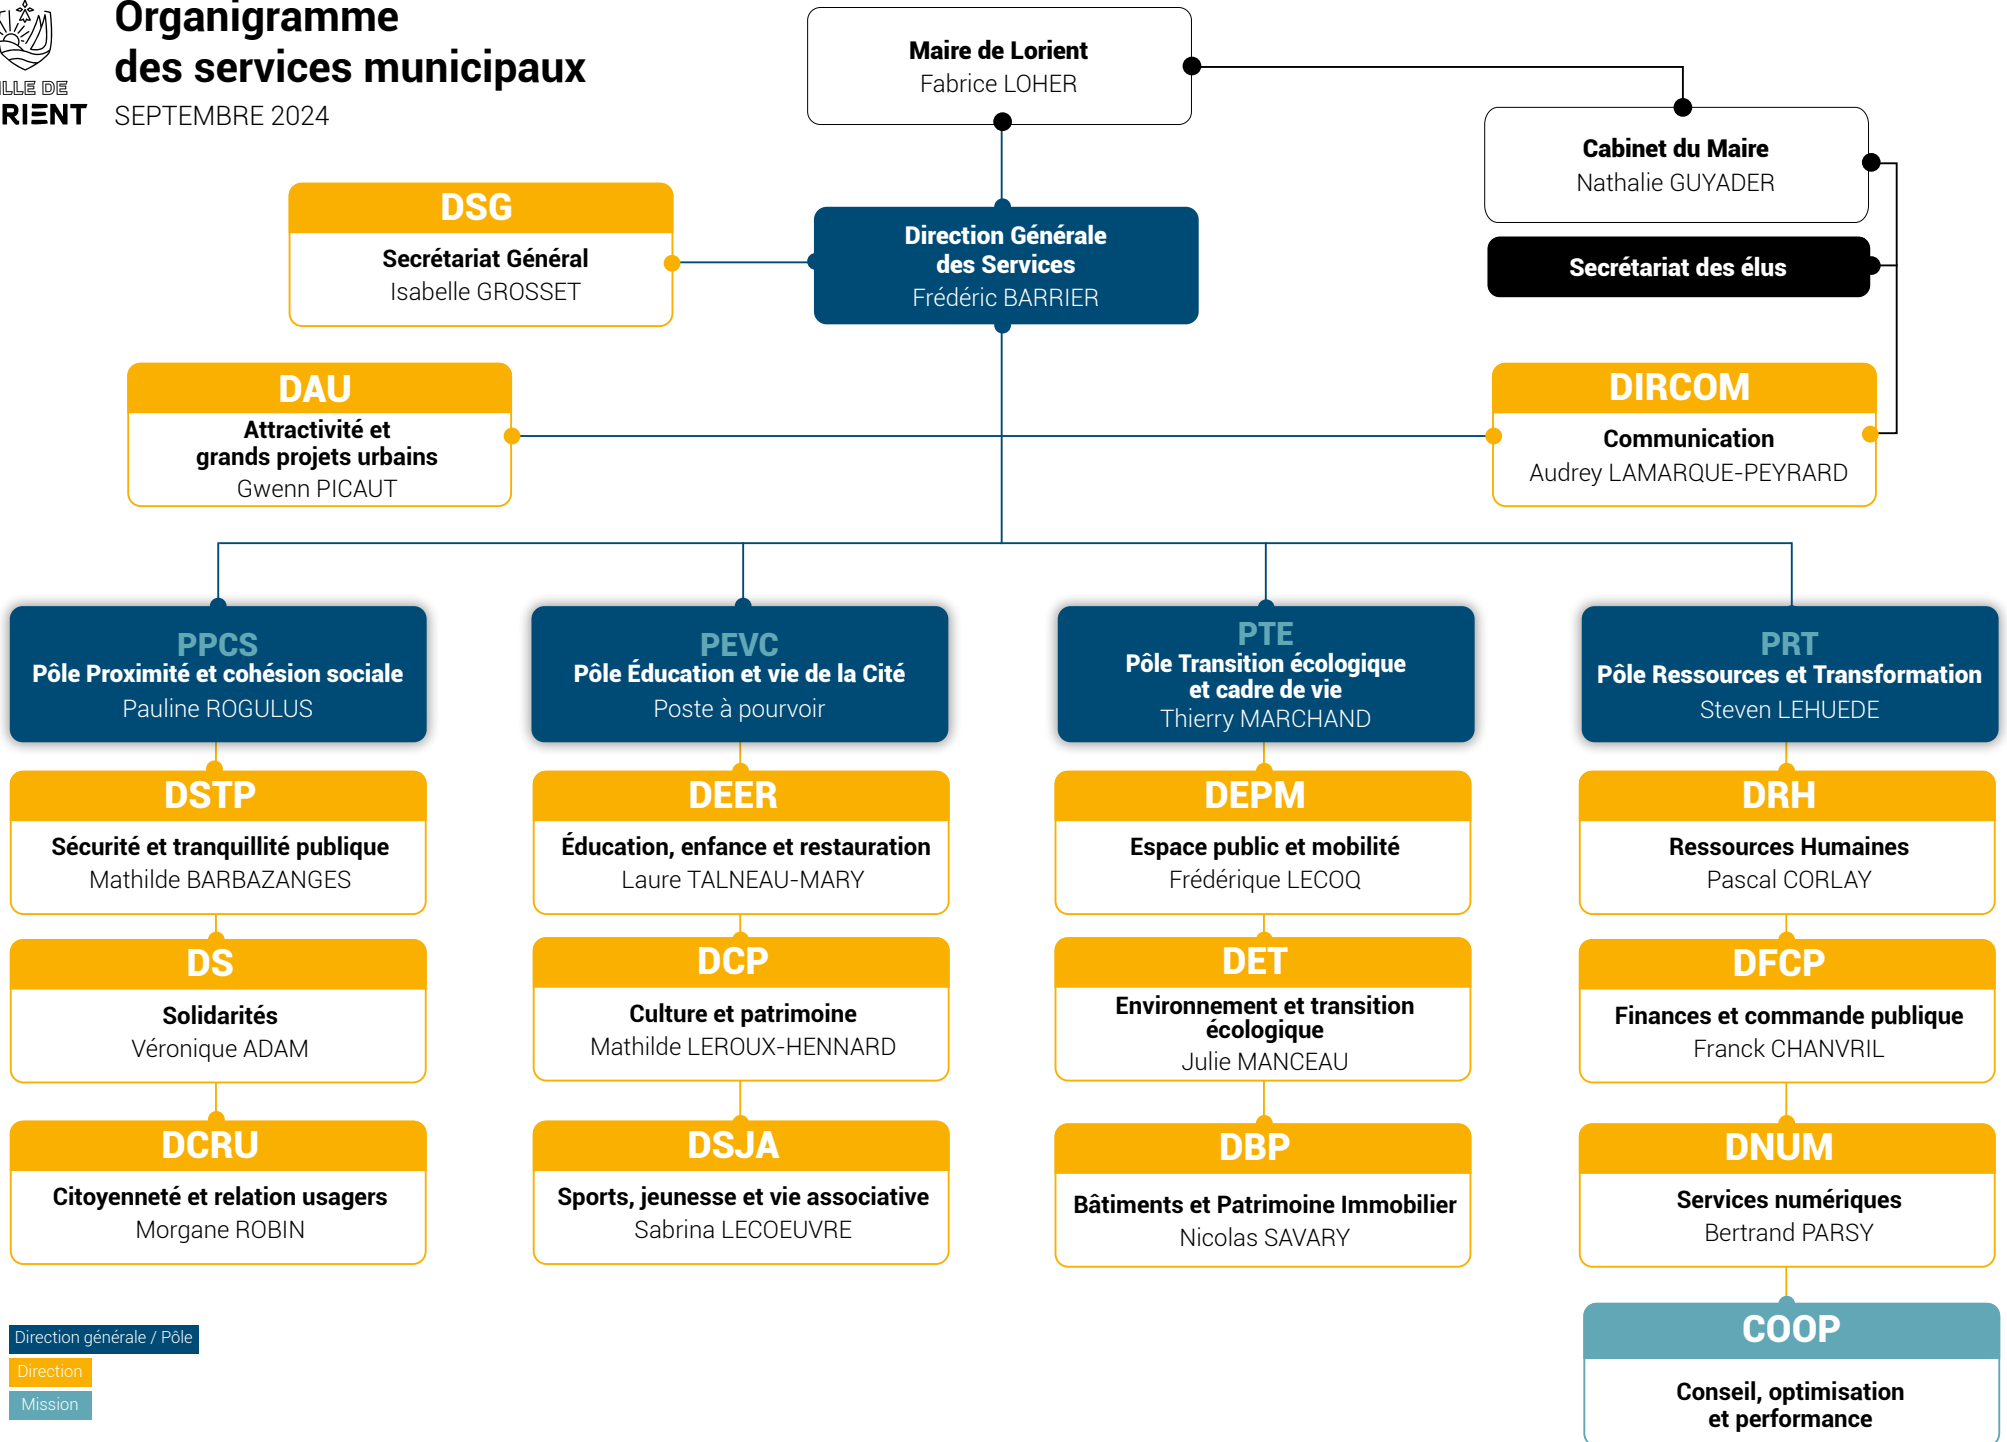 Organigramme
des services municipaux
SEPTEMBRE 2024
Maire de Lorient
Fabrice LOHER
Cabinet du Maire
Nathalie GUYADER
Secrétariat des élus
DSG
Secrétariat Général
Isabelle GROSSET
Direction Générale
des Services
Frédéric BARRIER
DAU
Attractivité et
grands projets urbains
Gwenn PICAUT
DIRCOM
Communication
Audrey LAMARQUE-PEYRARD
PPCS
Pôle Proximité et cohésion sociale
Pauline ROGULUS
DSTP
Sécurité et tranquillité publique
Mathilde BARBAZANGES
DS
Solidarités
Véronique ADAM
DCRU
Citoyenneté et relation usagers
Morgane ROBIN
PEVC
Pôle Éducation et vie de la Cité
Poste à pourvoir
DEER
Éducation, enfance et restauration
Laure TALNEAU-MARY
DCP
Culture et patrimoine
Mathilde LEROUX-HENNARD
DSJA
Sports, jeunesse et vie associative
Sabrina LECOEUVRE
PTE
Pôle Transition écologique
et cadre de vie
Thierry MARCHAND
DEPM
Espace public et mobilité
Frédérique LECOQ
DET
Environnement et transition
écologique
Julie MANCEAU
DBP
Bâtiments et Patrimoine Immobilier
Nicolas SAVARY
PRT
Pôle Ressources et Transformation
Steven LEHUEDE
DRH
Ressources Humaines
Pascal CORLAY
DFCP
Finances et commande publique
Franck CHANVRIL
DNUM
Services numériques
Bertrand PARSY
COOP
Conseil, optimisation
et performance
Direction générale / Pôle
Direction
Mission